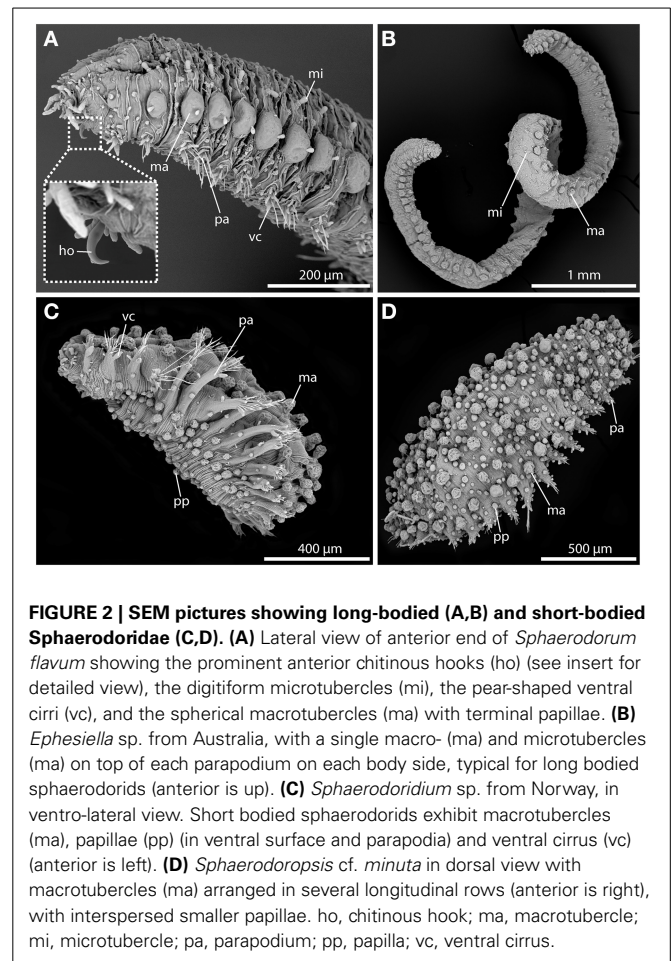 A
mi
ma
pa
vc
ho
200 µm
B
mi
ma
1 mm
C
vc
pa
ma
pp
400 µm
D
pa
ma
pp
500 µm
FIGURE 2 | SEM pictures showing long-bodied (A,B) and short-bodied
Sphaerodoridae (C,D). (A) Lateral view of anterior end of Sphaerodorum
flavum showing the prominent anterior chitinous hooks (ho) (see insert for
detailed view), the digitiform microtubercles (mi), the pear-shaped ventral
cirri (vc), and the spherical macrotubercles (ma) with terminal papillae. (B)
Ephesiella sp. from Australia, with a single macro- (ma) and microtubercles
(ma) on top of each parapodium on each body side, typical for long bodied
sphaerodorids (anterior is up). (C) Sphaerodoridium sp. from Norway, in
ventro-lateral view. Short bodied sphaerodorids exhibit macrotubercles
(ma), papillae (pp) (in ventral surface and parapodia) and ventral cirrus (vc)
(anterior is left). (D) Sphaerodoropsis cf. minuta in dorsal view with
macrotubercles (ma) arranged in several longitudinal rows (anterior is right),
with interspersed smaller papillae. ho, chitinous hook; ma, macrotubercle;
mi, microtubercle; pa, parapodium; pp, papilla; vc, ventral cirrus.